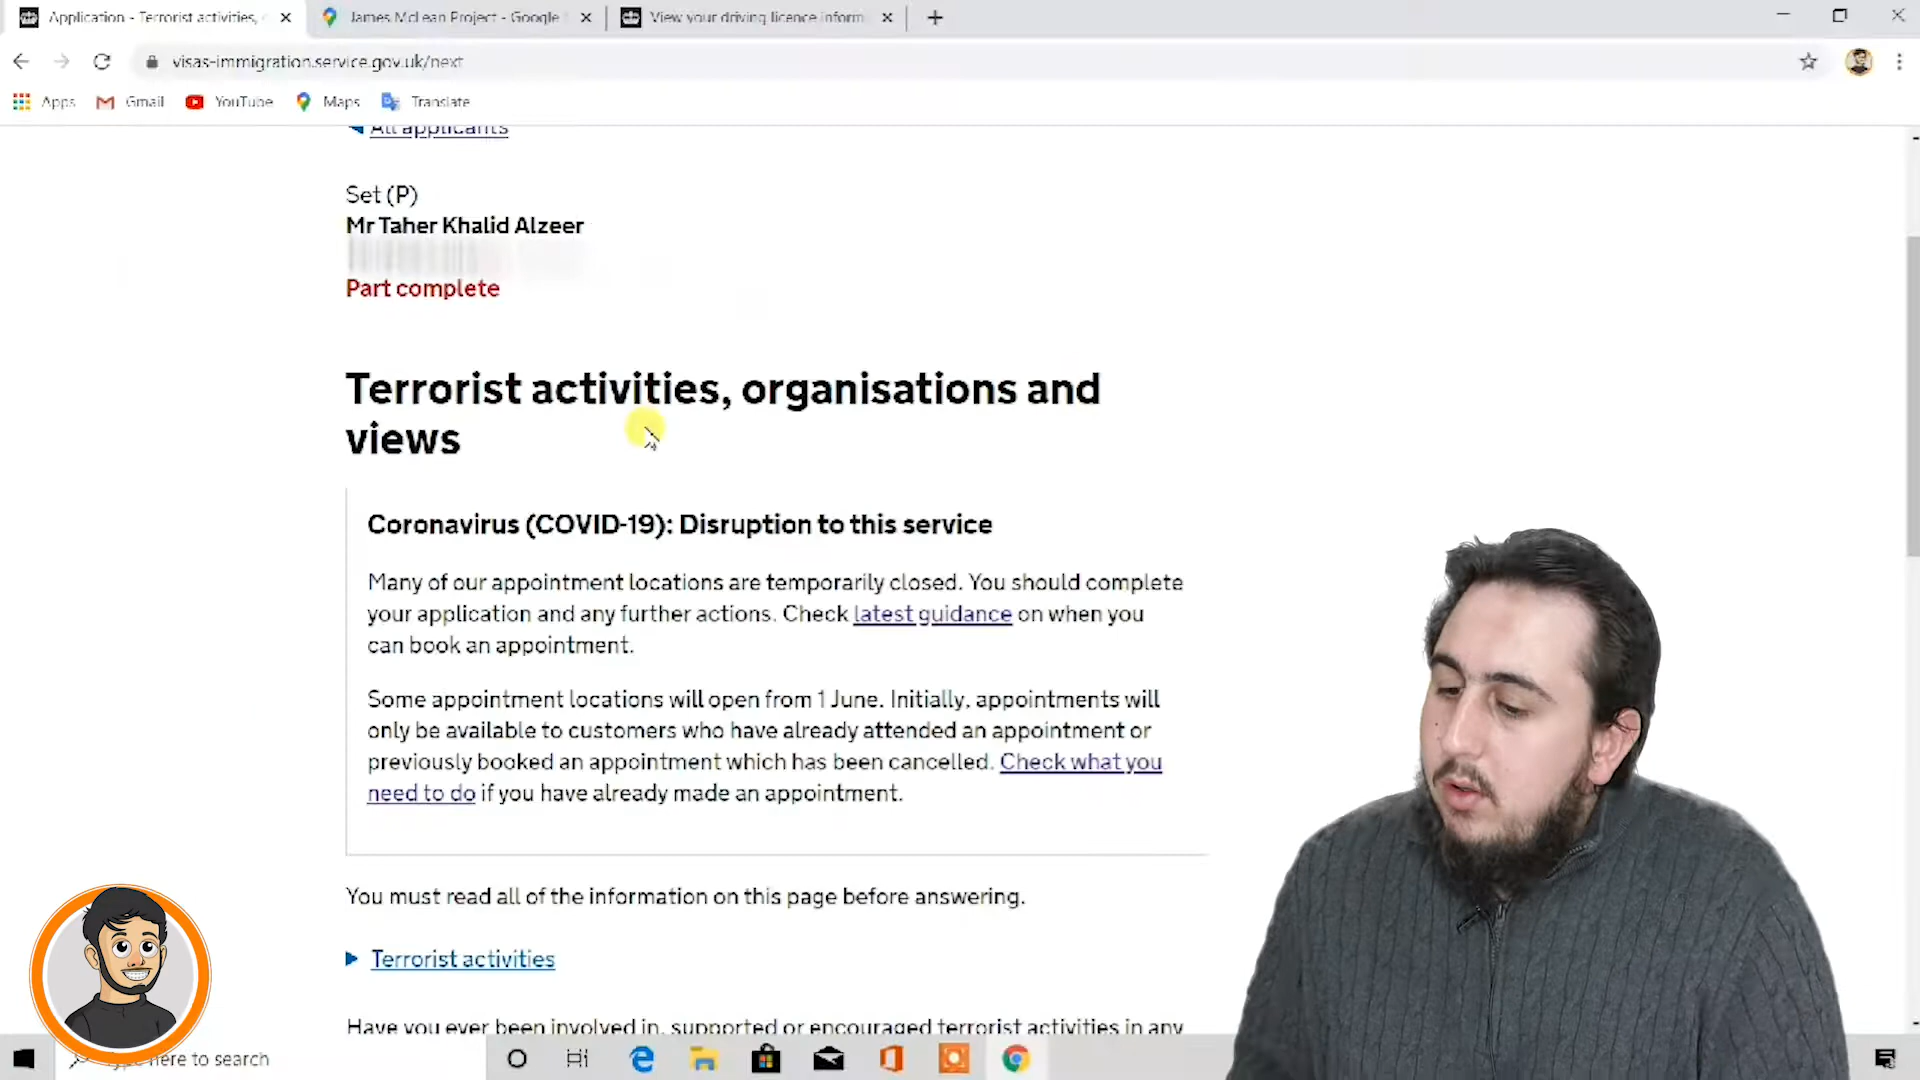 Application - Terrorist activities,
James McLean Project - Google
View your driving licence inform
visas-immigration.service.gov.uk/next
Apps
Gmail
YouTube
Maps
Translate
All applicants
Set (P)
Mr Taher Khalid Alzeer
Part complete
Terrorist activities, organisations and
views
Coronavirus (COVID-19): Disruption to this service
Many of our appointment locations are temporarily closed. You should complete
your application and any further actions. Check latest guidance on when you
can book an appointment.
Some appointment locations will open from 1 June. Initially, appointments will
only be available to customers who have already attended an appointment or
previously booked an appointment which has been cancelled. Check what you
need to do if you have already made an appointment.
You must read all of the information on this page before answering.
Terrorist activities
Have you ever been involved in, supported or encouraged terrorist activities in any
here to search